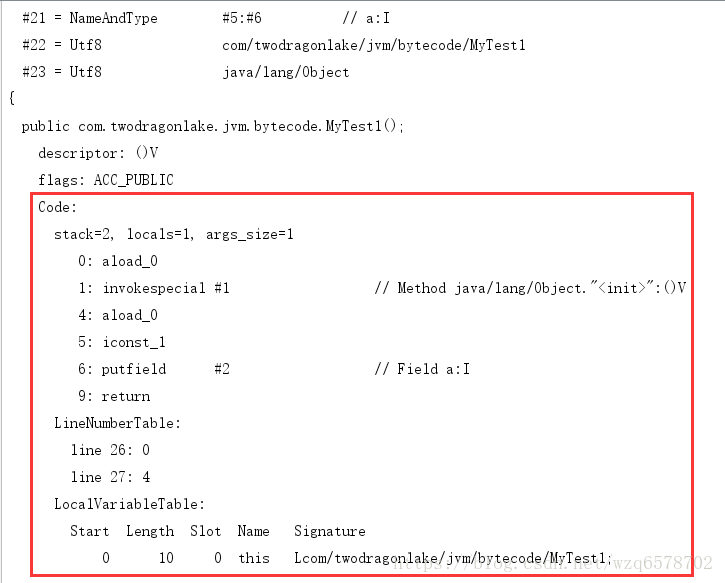 #21 = NameAndType        #5:#6          // a:I
#22 = Utf8               com/twodragonlake/jvm/bytecode/MyTest1
#23 = Utf8               java/lang/Object
{
public com.twodragonlake.jvm.bytecode.MyTest1();
descriptor: ()V
flags: ACC_PUBLIC
Code:
stack=2, locals=1, args_size=1
0: aload_0
1: invokespecial #1                  // Method java/lang/Object."<init>":()V
4: aload_0
5: iconst_1
6: putfield      #2                  // Field a:I
9: return
LineNumberTable:
line 26: 0
line 27: 4
LocalVariableTable:
Start  Length  Slot  Name   Signature
0      10     0  this   Lcom/twodragonlake/jvm/bytecode/MyTest1;
https://blog.csdn.net/wzq6578702